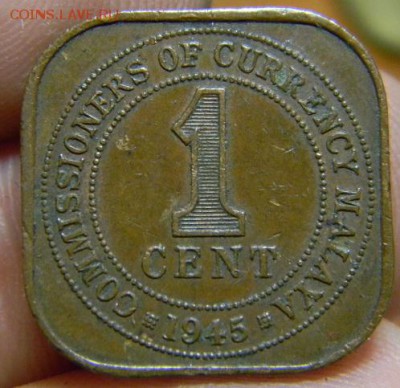 COINS.LAVE.RU
COMMISSIONERS OF CURRENCY MALAYA
1
CENT
1945